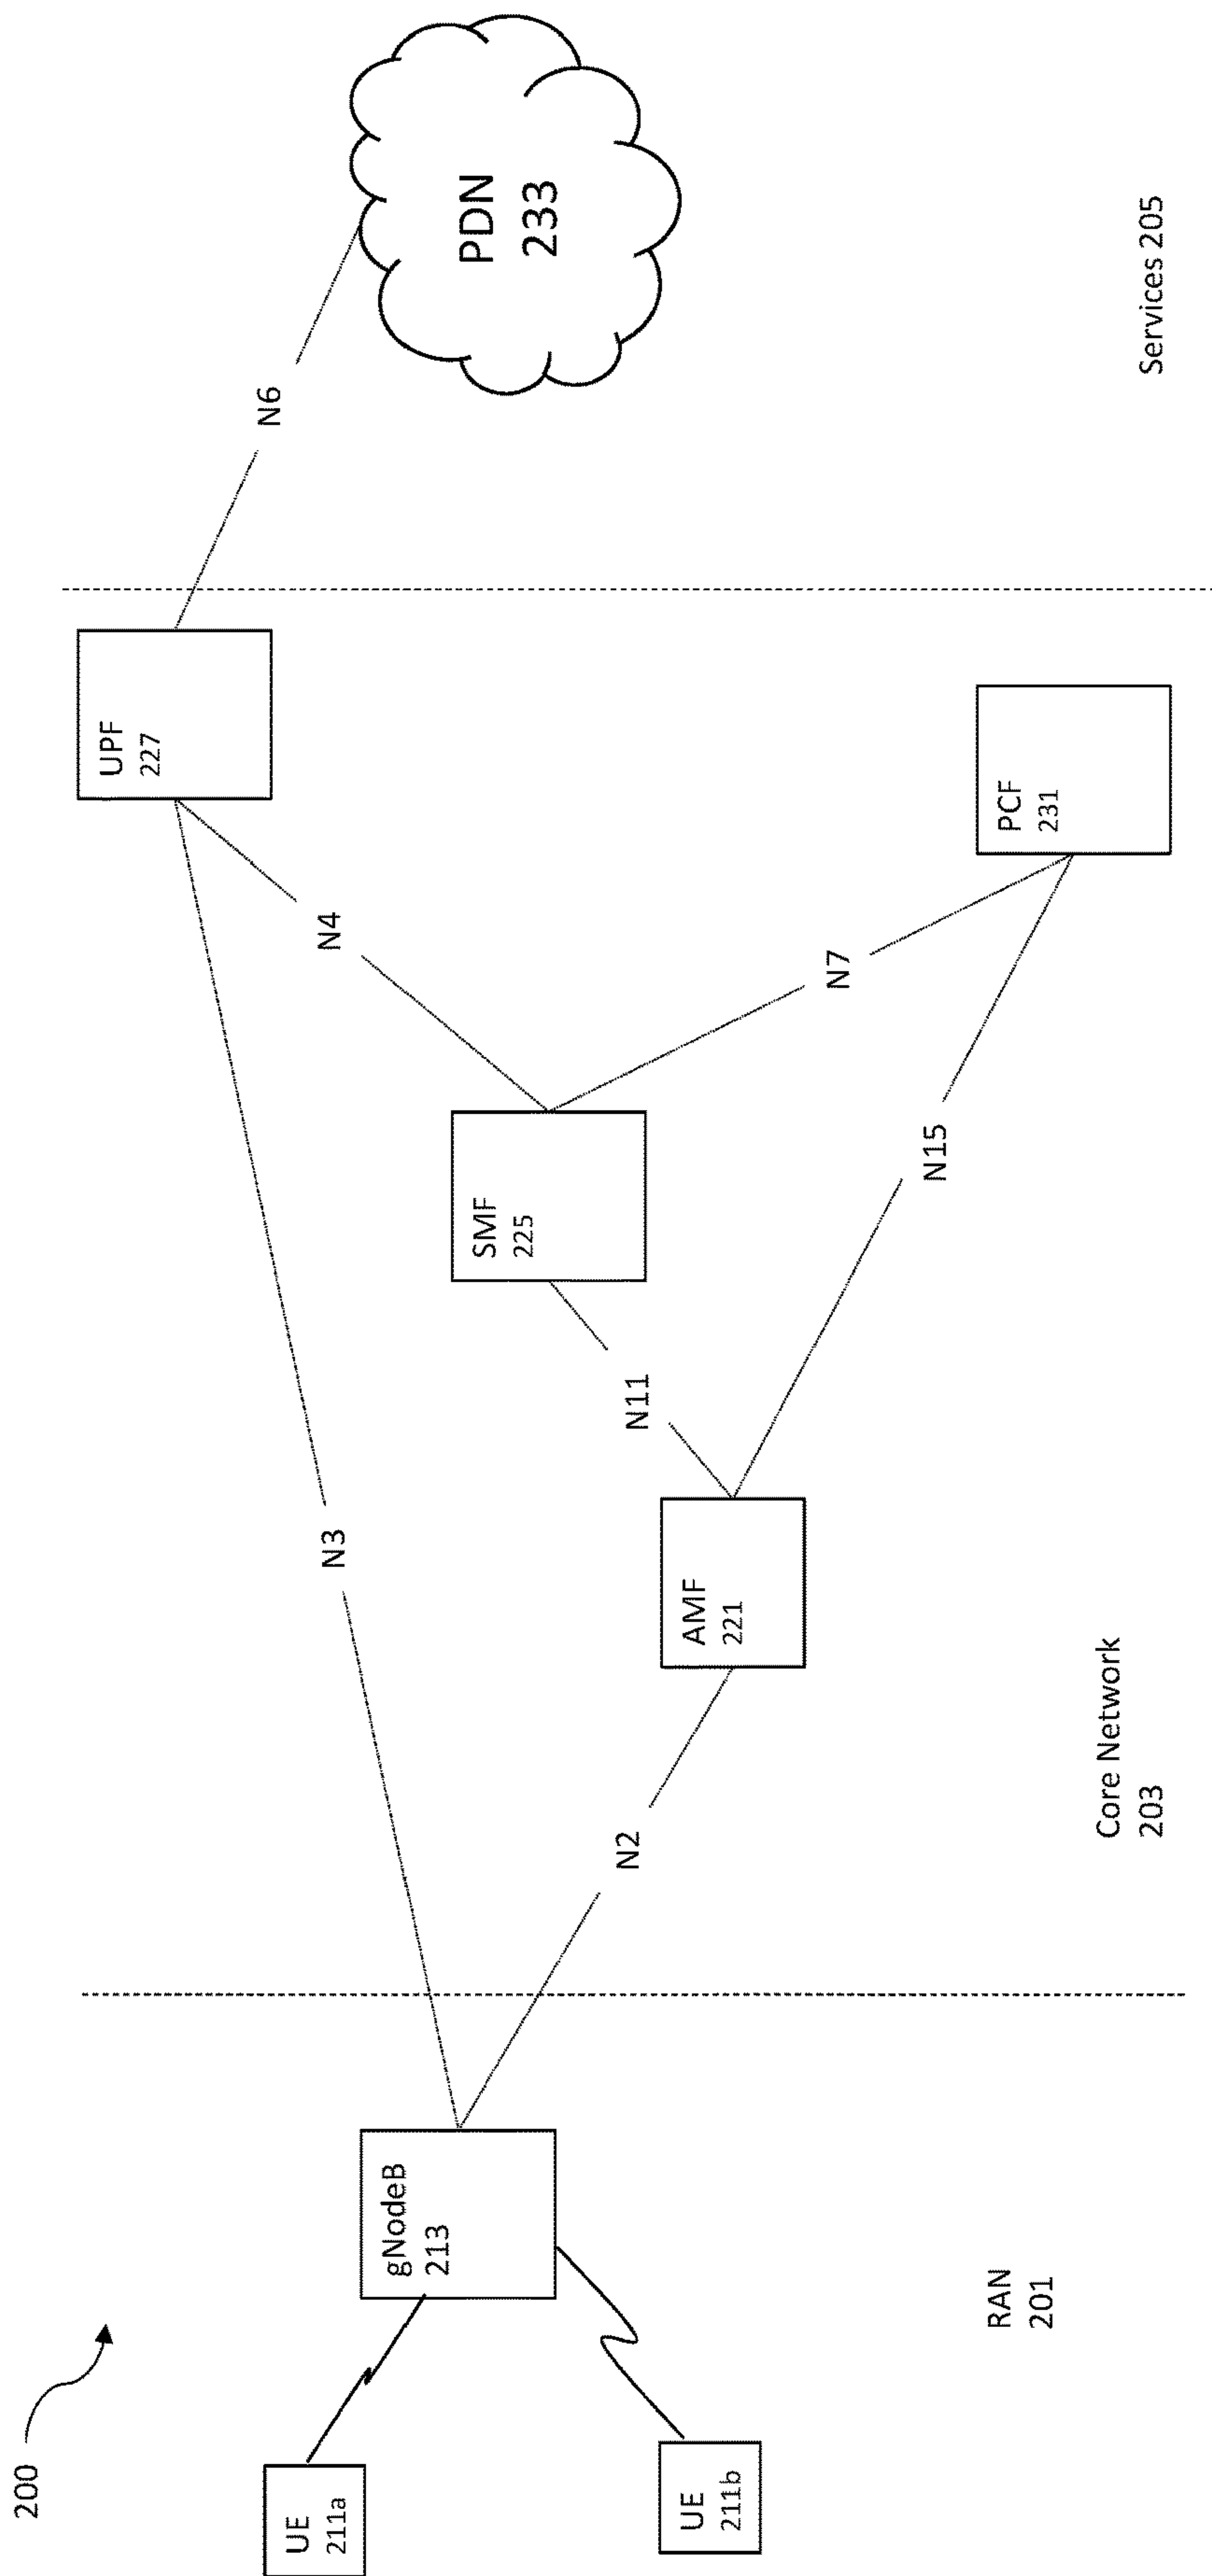 200
UE
211a
UE
211b
gNodeB
213
RAN
201
N3
N2
AMF
221
N11
SMF
225
N4
N15
N7
UPF
227
PCF
231
Core Network
203
N6
PDN
233
Services 205